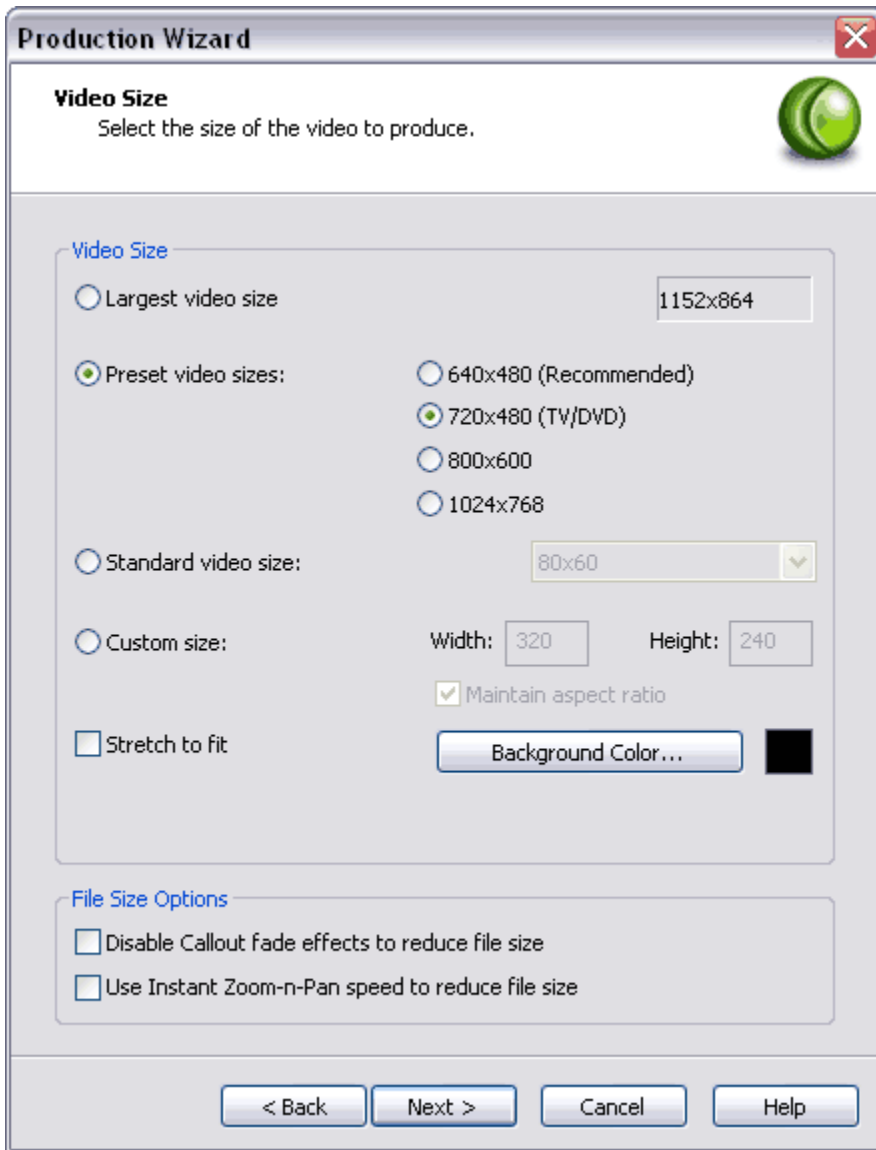 Production Wizard
Video Size
Select the size of the video to produce.
Video Size
Largest video size 1152x864
Preset video sizes: 640x480 (Recommended)
720x480 (TV/DVD)
800x600
1024x768
Standard video size: 80x60
Custom size: Width: 320 Height: 240
Maintain aspect ratio
Stretch to fit Background Color...
File Size Options
Disable Callout fade effects to reduce file size
Use Instant Zoom-n-Pan speed to reduce file size
< Back Next > Cancel Help